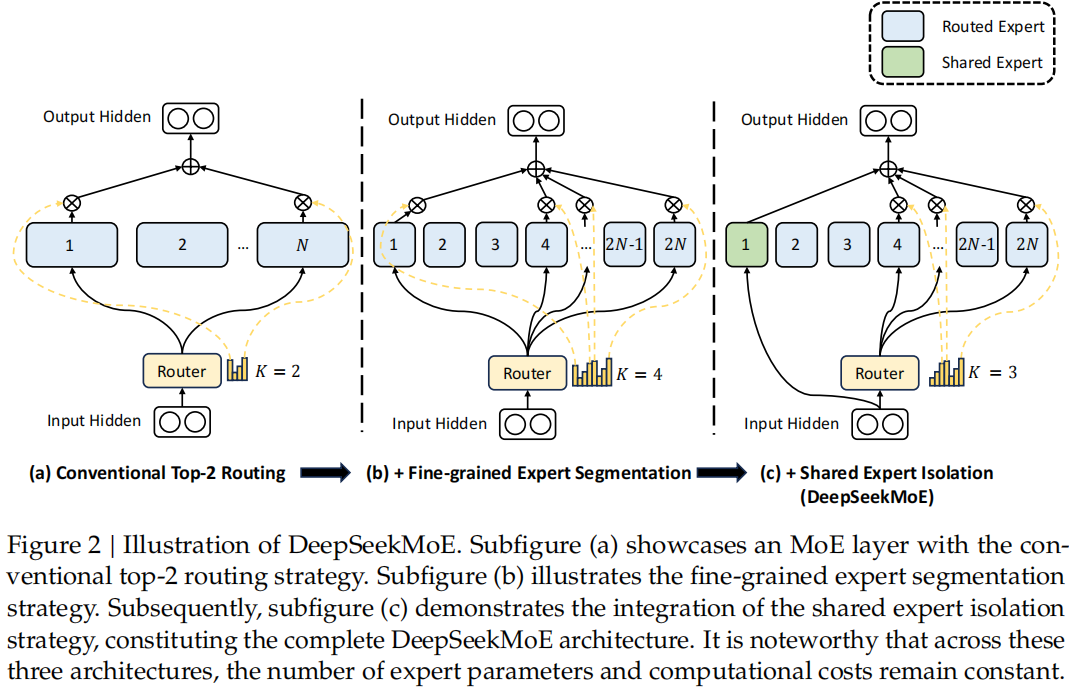 Routed Expert
Shared Expert
Output Hidden
1
2
...
N
Router
K = 2
Input Hidden
(a) Conventional Top-2 Routing
Output Hidden
1
2
3
4
...
2N-1
2N
Router
K = 4
Input Hidden
(b) + Fine-grained Expert Segmentation
Output Hidden
1
2
3
4
...
2N-1
2N
Router
K = 3
Input Hidden
(c) + Shared Expert Isolation
(DeepSeekMoE)
Figure 2 | Illustration of DeepSeekMoE. Subfigure (a) showcases an MoE layer with the con-
ventional top-2 routing strategy. Subfigure (b) illustrates the fine-grained expert segmentation
strategy. Subsequently, subfigure (c) demonstrates the integration of the shared expert isolation
strategy, constituting the complete DeepSeekMoE architecture. It is noteworthy that across these
three architectures, the number of expert parameters and computational costs remain constant.